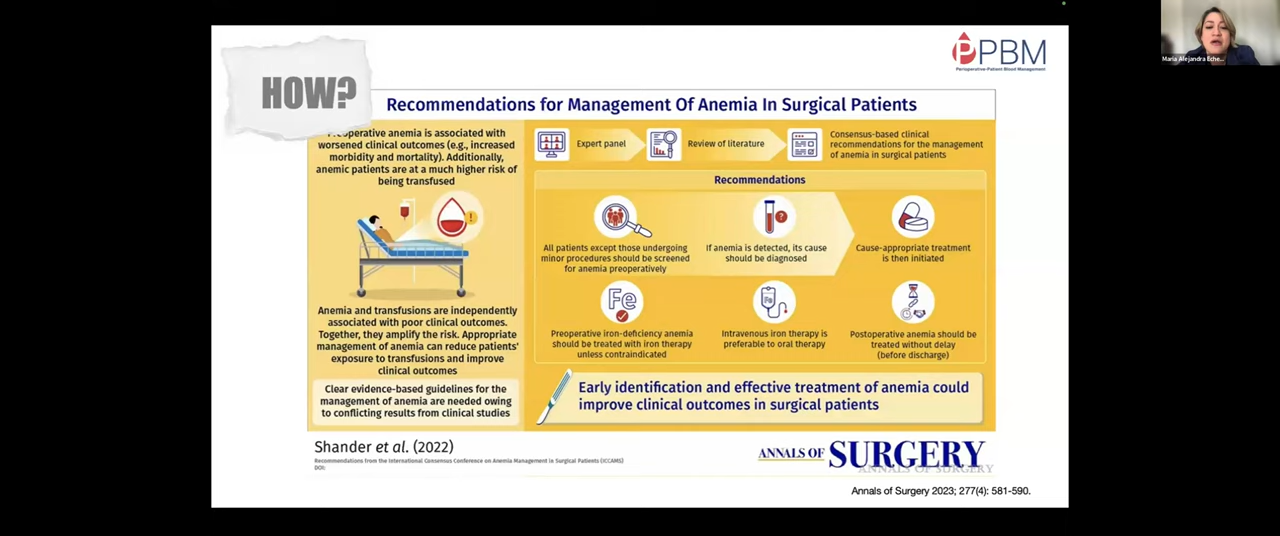 HOW?
PBM
Perioperative-Patient Blood Management
Maria Alejandra Eche...
Recommendations for Management Of Anemia In Surgical Patients
Preoperative anemia is associated with
worsened clinical outcomes (e.g., increased
morbidity and mortality). Additionally,
anemic patients are at a much higher risk of
being transfused
!
Anemia and transfusions are independently
associated with poor clinical outcomes.
Together, they amplify the risk. Appropriate
management of anemia can reduce patients'
exposure to transfusions and improve
clinical outcomes
Clear evidence-based guidelines for the
management of anemia are needed owing
to conflicting results from clinical studies
Expert panel
Review of literature
Consensus-based clinical
recommendations for the management
of anemia in surgical patients
Recommendations
All patients except those undergoing
minor procedures should be screened
for anemia preoperatively
?
If anemia is detected, its cause
should be diagnosed
Cause-appropriate treatment
is then initiated
Fe
Preoperative iron-deficiency anemia
should be treated with iron therapy
unless contraindicated
Fe
Intravenous iron therapy is
preferable to oral therapy
Postoperative anemia should be
treated without delay
(before discharge)
Early identification and effective treatment of anemia could
improve clinical outcomes in surgical patients
Shander et al. (2022)
Recommendations from the International Consensus Conference on Anemia Management in Surgical Patients (ICCAMS)
DOI:
ANNALS OF SURGERY
ANNALS OF SURGERY
Annals of Surgery 2023; 277(4): 581-590.